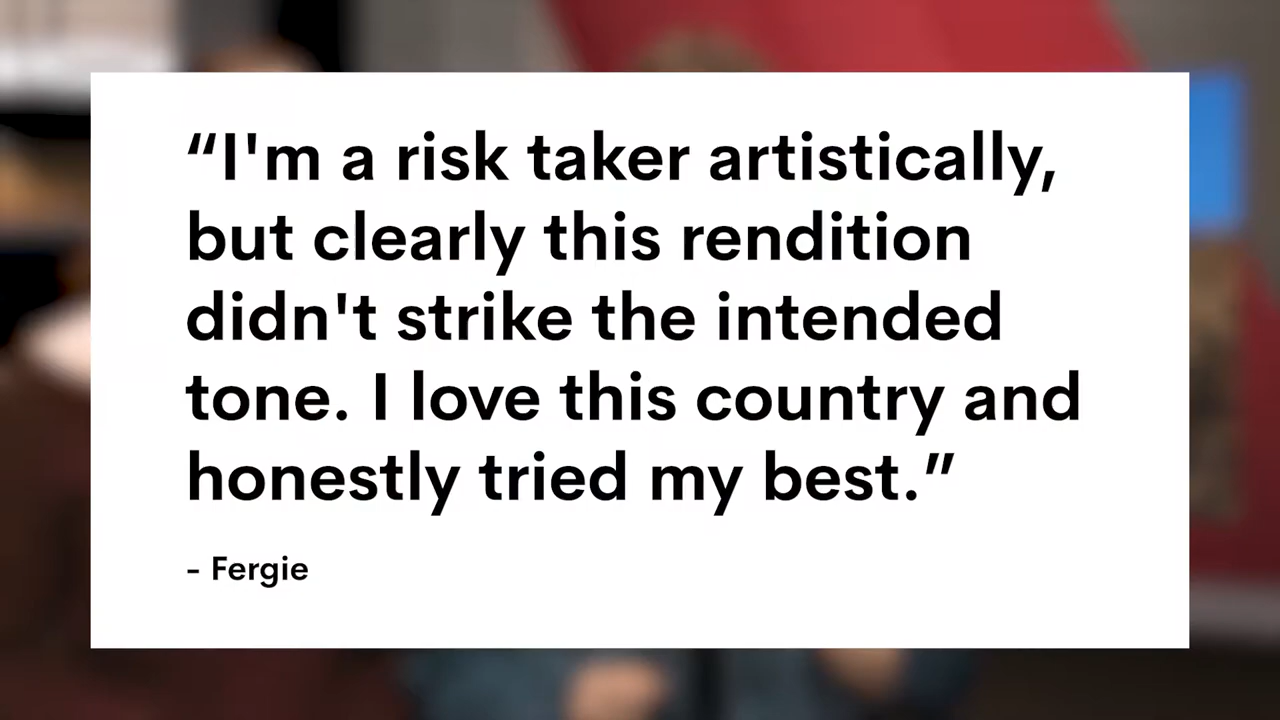 “I'm a risk taker artistically,
but clearly this rendition
didn't strike the intended
tone. I love this country and
honestly tried my best.”
- Fergie